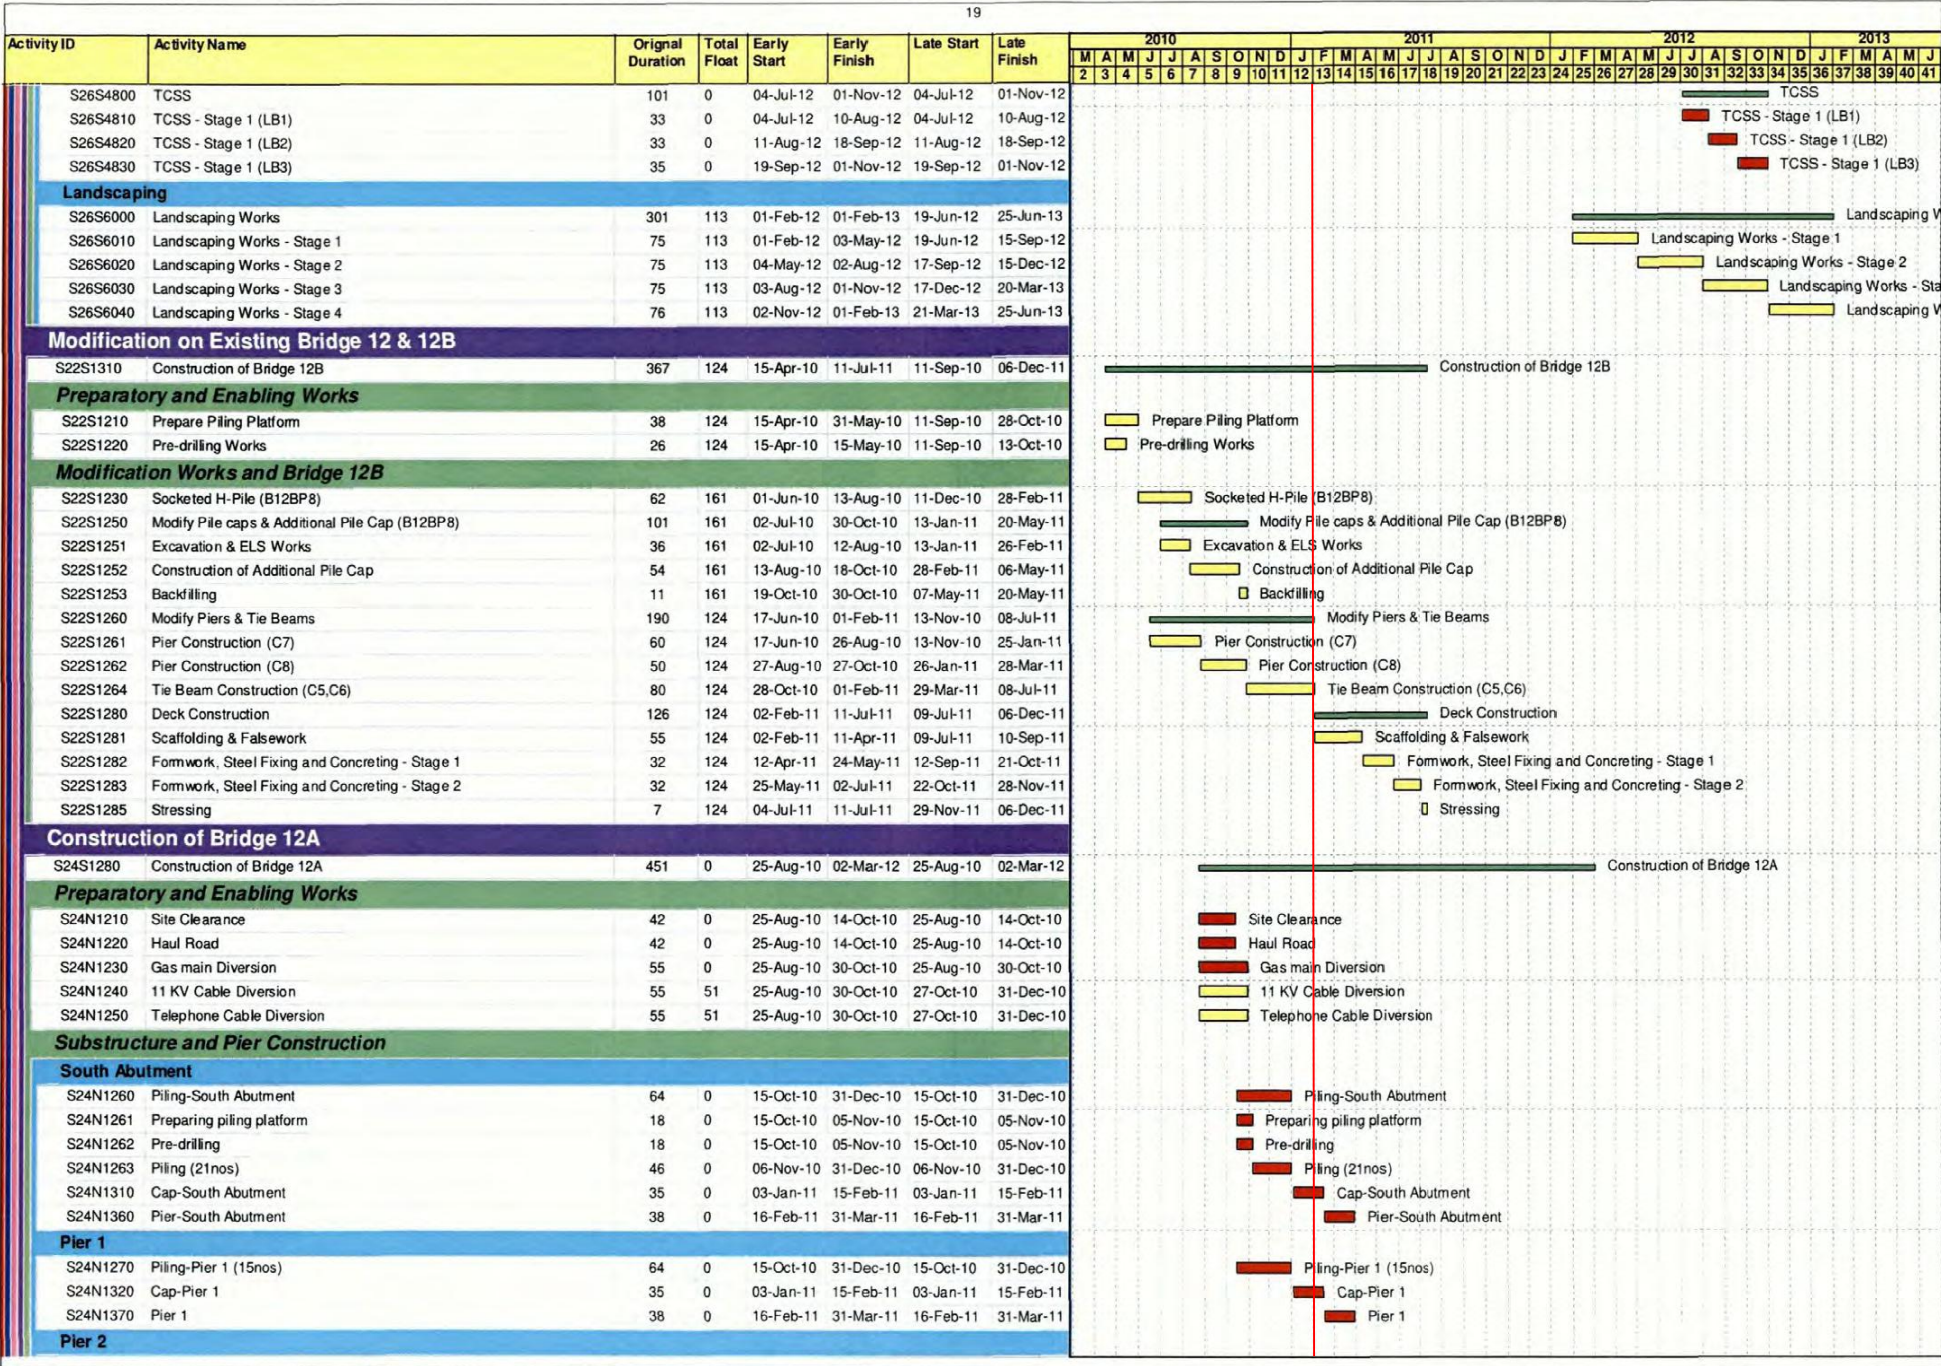 19
Activity ID Activity Name Orignal Duration Total Float Early Start Early Finish Late Start Late Finish
2010 2011 2012 2013
M A M J J A S O N D J F M A M J J A S O N D J F M A M J J A S O N D J F M A M J
2 3 4 5 6 7 8 9 10 11 12 13 14 15 16 17 18 19 20 21 22 23 24 25 26 27 28 29 30 31 32 33 34 35 36 37 38 39 40 41
S26S4800 TCSS 101 0 04-Jul-12 01-Nov-12 04-Jul-12 01-Nov-12 TCSS
S26S4810 TCSS - Stage 1 (LB1) 33 0 04-Jul-12 10-Aug-12 04-Jul-12 10-Aug-12 TCSS - Stage 1 (LB1)
S26S4820 TCSS - Stage 1 (LB2) 33 0 11-Aug-12 18-Sep-12 11-Aug-12 18-Sep-12 TCSS - Stage 1 (LB2)
S26S4830 TCSS - Stage 1 (LB3) 35 0 19-Sep-12 01-Nov-12 19-Sep-12 01-Nov-12 TCSS - Stage 1 (LB3)
Landscaping
S26S6000 Landscaping Works 301 113 01-Feb-12 01-Feb-13 19-Jun-12 25-Jun-13 Landscaping W
S26S6010 Landscaping Works - Stage 1 75 113 01-Feb-12 03-May-12 19-Jun-12 15-Sep-12 Landscaping Works - Stage 1
S26S6020 Landscaping Works - Stage 2 75 113 04-May-12 02-Aug-12 17-Sep-12 15-Dec-12 Landscaping Works - Stage 2
S26S6030 Landscaping Works - Stage 3 75 113 03-Aug-12 01-Nov-12 17-Dec-12 20-Mar-13 Landscaping Works - Sta
S26S6040 Landscaping Works - Stage 4 76 113 02-Nov-12 01-Feb-13 21-Mar-13 25-Jun-13 Landscaping W
Modification on Existing Bridge 12 & 12B
S22S1310 Construction of Bridge 12B 367 124 15-Apr-10 11-Jul-11 11-Sep-10 06-Dec-11 Construction of Bridge 12B
Preparatory and Enabling Works
S22S1210 Prepare Piling Platform 38 124 15-Apr-10 31-May-10 11-Sep-10 28-Oct-10 Prepare Piling Platform
S22S1220 Pre-drilling Works 26 124 15-Apr-10 15-May-10 11-Sep-10 13-Oct-10 Pre-drilling Works
Modification Works and Bridge 12B
S22S1230 Socketed H-Pile (B12BP8) 62 161 01-Jun-10 13-Aug-10 11-Dec-10 28-Feb-11 Socketed H-Pile (B12BP8)
S22S1250 Modify Pile caps & Additional Pile Cap (B12BP8) 101 161 02-Jul-10 30-Oct-10 13-Jan-11 20-May-11 Modify Pile caps & Additional Pile Cap (B12BP8)
S22S1251 Excavation & ELS Works 36 161 02-Jul-10 12-Aug-10 13-Jan-11 26-Feb-11 Excavation & ELS Works
S22S1252 Construction of Additional Pile Cap 54 161 13-Aug-10 18-Oct-10 28-Feb-11 06-May-11 Construction of Additional Pile Cap
S22S1253 Backfilling 11 161 19-Oct-10 30-Oct-10 07-May-11 20-May-11 Backfilling
S22S1260 Modify Piers & Tie Beams 190 124 17-Jun-10 01-Feb-11 13-Nov-10 08-Jul-11 Modify Piers & Tie Beams
S22S1261 Pier Construction (C7) 60 124 17-Jun-10 26-Aug-10 13-Nov-10 25-Jan-11 Pier Construction (C7)
S22S1262 Pier Construction (C8) 50 124 27-Aug-10 27-Oct-10 26-Jan-11 28-Mar-11 Pier Construction (C8)
S22S1264 Tie Beam Construction (C5,C6) 80 124 28-Oct-10 01-Feb-11 29-Mar-11 08-Jul-11 Tie Beam Construction (C5,C6)
S22S1280 Deck Construction 126 124 02-Feb-11 11-Jul-11 09-Jul-11 06-Dec-11 Deck Construction
S22S1281 Scaffolding & Falsework 55 124 02-Feb-11 11-Apr-11 09-Jul-11 10-Sep-11 Scaffolding & Falsework
S22S1282 Formwork, Steel Fixing and Concreting - Stage 1 32 124 12-Apr-11 24-May-11 12-Sep-11 21-Oct-11 Formwork, Steel Fixing and Concreting - Stage 1
S22S1283 Formwork, Steel Fixing and Concreting - Stage 2 32 124 25-May-11 02-Jul-11 22-Oct-11 28-Nov-11 Formwork, Steel Fixing and Concreting - Stage 2
S22S1285 Stressing 7 124 04-Jul-11 11-Jul-11 29-Nov-11 06-Dec-11 Stressing
Construction of Bridge 12A
S24S1280 Construction of Bridge 12A 451 0 25-Aug-10 02-Mar-12 25-Aug-10 02-Mar-12 Construction of Bridge 12A
Preparatory and Enabling Works
S24N1210 Site Clearance 42 0 25-Aug-10 14-Oct-10 25-Aug-10 14-Oct-10 Site Clearance
S24N1220 Haul Road 42 0 25-Aug-10 14-Oct-10 25-Aug-10 14-Oct-10 Haul Road
S24N1230 Gas main Diversion 55 0 25-Aug-10 30-Oct-10 25-Aug-10 30-Oct-10 Gas main Diversion
S24N1240 11 KV Cable Diversion 55 51 25-Aug-10 30-Oct-10 27-Oct-10 31-Dec-10 11 KV Cable Diversion
S24N1250 Telephone Cable Diversion 55 51 25-Aug-10 30-Oct-10 27-Oct-10 31-Dec-10 Telephone Cable Diversion
Substructure and Pier Construction
South Abutment
S24N1260 Piling-South Abutment 64 0 15-Oct-10 31-Dec-10 15-Oct-10 31-Dec-10 Piling-South Abutment
S24N1261 Preparing piling platform 18 0 15-Oct-10 05-Nov-10 15-Oct-10 05-Nov-10 Preparing piling platform
S24N1262 Pre-drilling 18 0 15-Oct-10 05-Nov-10 15-Oct-10 05-Nov-10 Pre-drilling
S24N1263 Piling (21nos) 46 0 06-Nov-10 31-Dec-10 06-Nov-10 31-Dec-10 Piling (21nos)
S24N1310 Cap-South Abutment 35 0 03-Jan-11 15-Feb-11 03-Jan-11 15-Feb-11 Cap-South Abutment
S24N1360 Pier-South Abutment 38 0 16-Feb-11 31-Mar-11 16-Feb-11 31-Mar-11 Pier-South Abutment
Pier 1
S24N1270 Piling-Pier 1 (15nos) 64 0 15-Oct-10 31-Dec-10 15-Oct-10 31-Dec-10 Piling-Pier 1 (15nos)
S24N1320 Cap-Pier 1 35 0 03-Jan-11 15-Feb-11 03-Jan-11 15-Feb-11 Cap-Pier 1
S24N1370 Pier 1 38 0 16-Feb-11 31-Mar-11 16-Feb-11 31-Mar-11 Pier 1
Pier 2